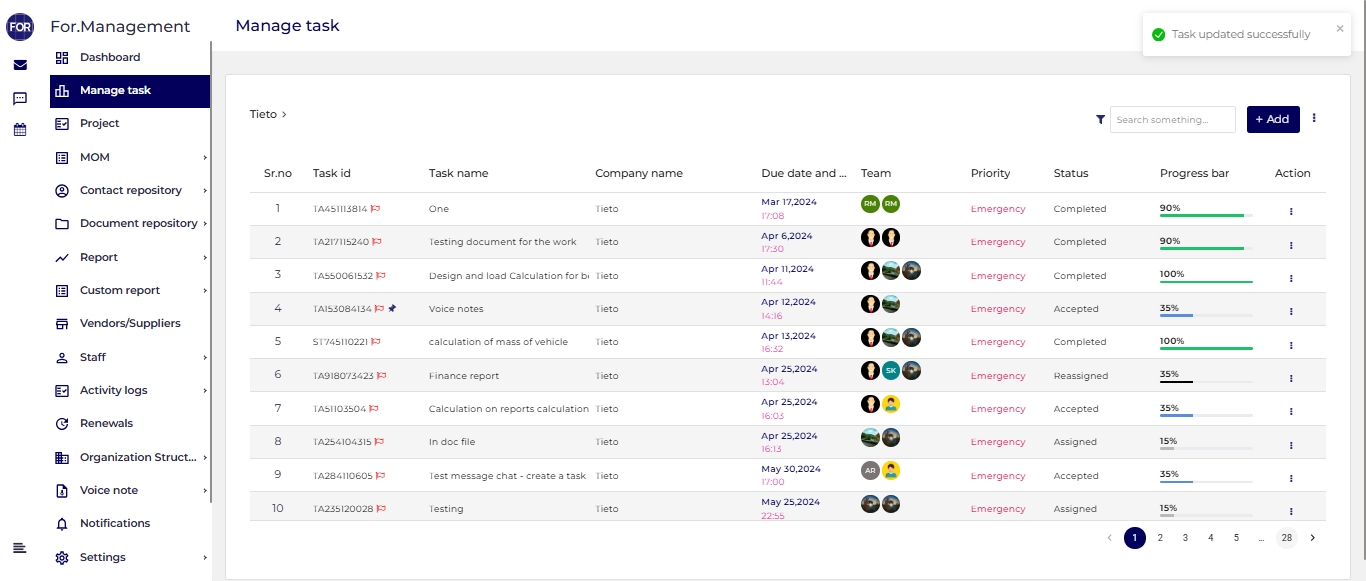 FOR
For.Management
Manage task
Task updated successfully
Dashboard
Manage task
Project
MOM
Contact repository
Document repository
Report
Custom report
Vendors/Suppliers
Staff
Activity logs
Renewals
Organization Struct...
Voice note
Notifications
Settings
Tieto >
Search something...
+ Add
Sr.no Task id Task name Company name Due date and ... Team Priority Status Progress bar Action
1 TA451113814 One Tieto Mar 17,2024 17:08 RM RM Emergency Completed 90%
2 TA217115240 Testing document for the work Tieto Apr 6,2024 17:30 Emergency Completed 90%
3 TA550061532 Design and load Calculation for be Tieto Apr 11,2024 11:44 Emergency Completed 100%
4 TA153084134 Voice notes Tieto Apr 12,2024 14:16 Emergency Accepted 35%
5 ST745110221 calculation of mass of vehicle Tieto Apr 13,2024 16:32 Emergency Completed 100%
6 TA918073423 Finance report Tieto Apr 25,2024 13:04 SK Emergency Reassigned 35%
7 TA51103504 Calculation on reports calculation Tieto Apr 25,2024 16:03 Emergency Accepted 35%
8 TA254104315 In doc file Tieto Apr 25,2024 16:13 Emergency Assigned 15%
9 TA284110605 Test message chat - create a task Tieto May 30,2024 17:00 AR Emergency Accepted 35%
10 TA235120028 Testing Tieto May 25,2024 22:55 Emergency Assigned 15%
< 1 2 3 4 5 ... 28 >